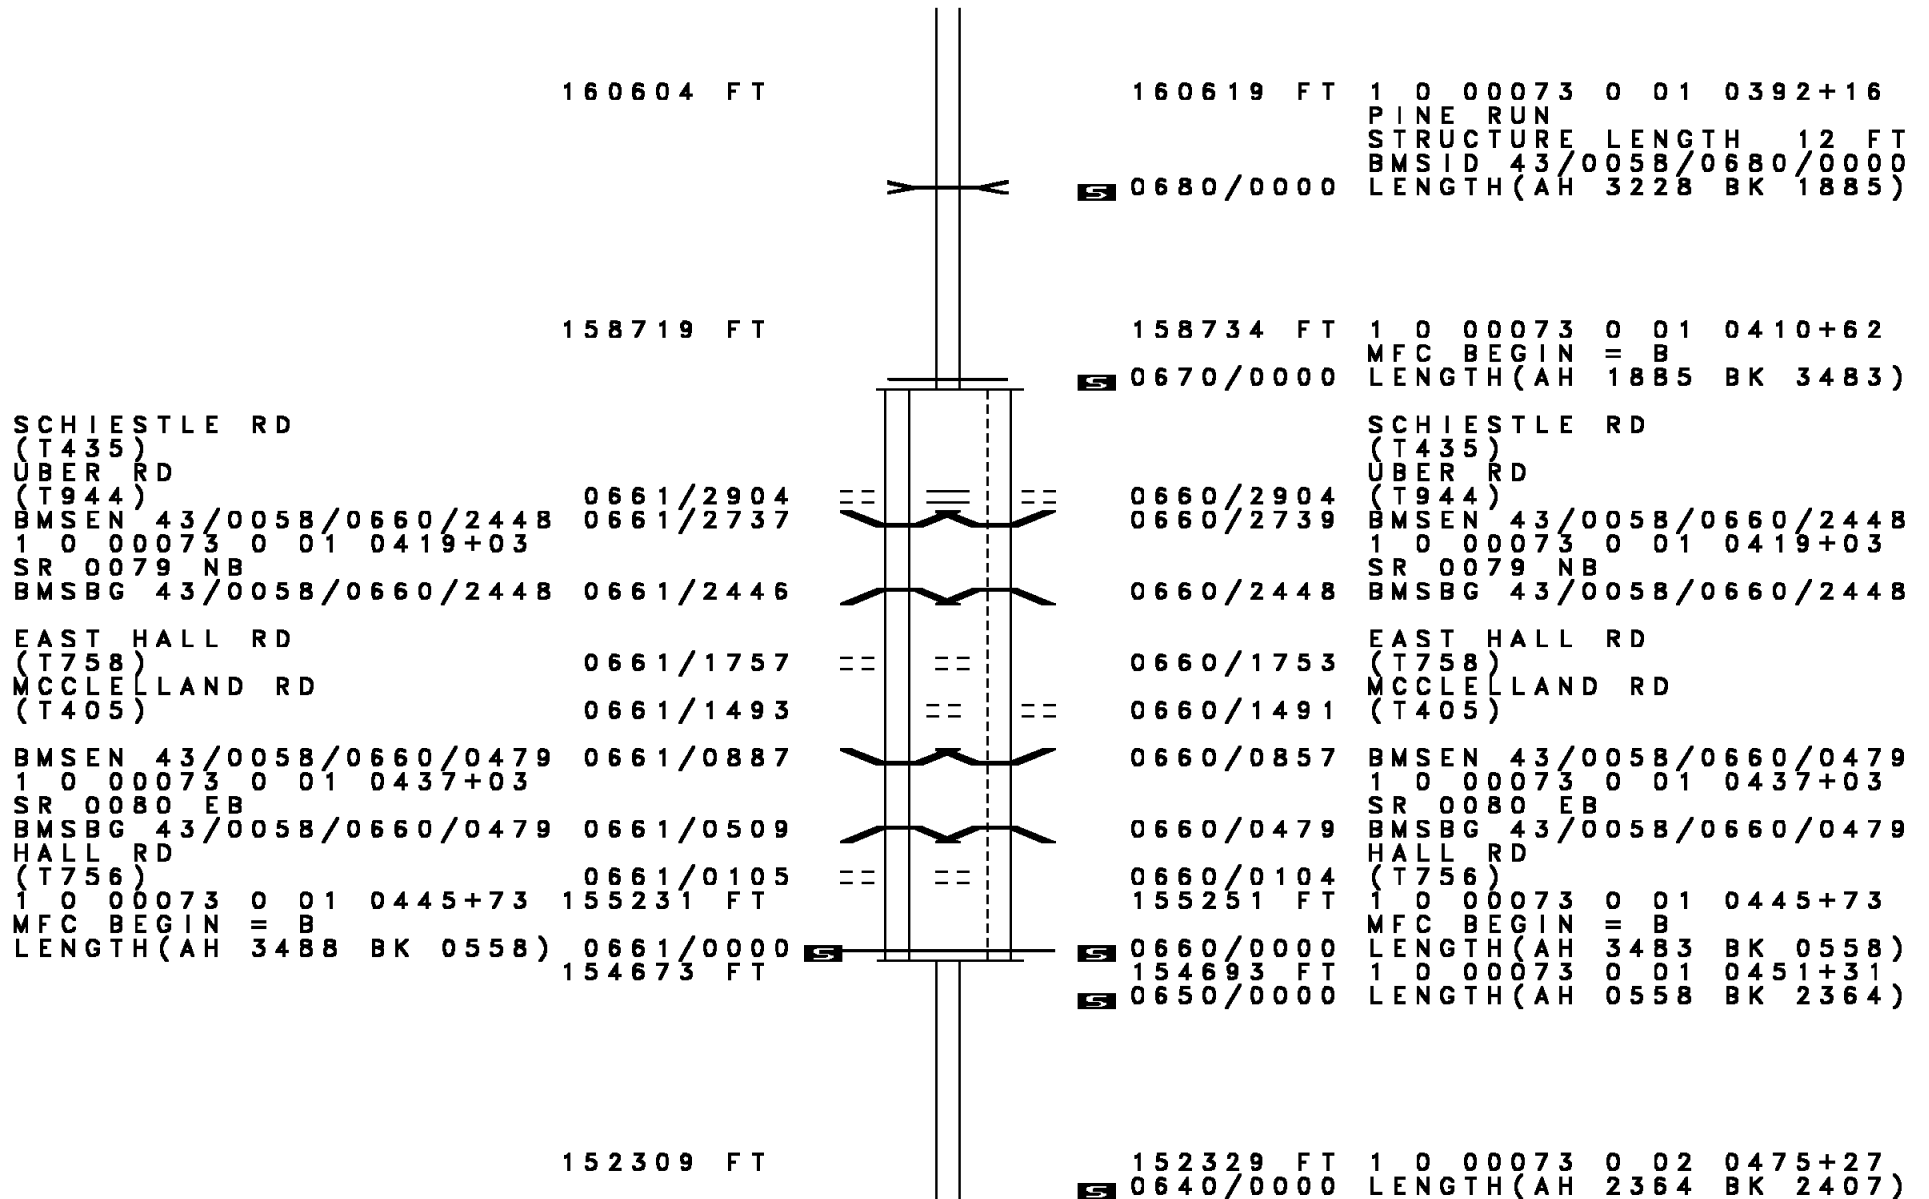 160604 FT 160619 FT 1 0 00073 0 01 0392+16
PINE RUN
STRUCTURE LENGTH 12 FT
BMSID 43/0058/0680/0000
S 0680/0000 LENGTH(AH 3228 BK 1885)
158719 FT 158734 FT 1 0 00073 0 01 0410+62
MFC BEGIN = B
S 0670/0000 LENGTH(AH 1885 BK 3483)
SCHIESTLE RD SCHIESTLE RD
(T435) (T435)
UBER RD UBER RD
(T944) 0661/2904 0660/2904 (T944)
BMSEN 43/0058/0660/2448 0661/2737 0660/2739 BMSEN 43/0058/0660/2448
1 0 00073 0 01 0419+03 1 0 00073 0 01 0419+03
SR 0079 NB SR 0079 NB
BMSBG 43/0058/0660/2448 0661/2446 0660/2448 BMSBG 43/0058/0660/2448
EAST HALL RD EAST HALL RD
(T758) 0661/1757 0660/1753 (T758)
MCCLELLAND RD MCCLELLAND RD
(T405) 0661/1493 0660/1491 (T405)
BMSEN 43/0058/0660/0479 0661/0887 0660/0857 BMSEN 43/0058/0660/0479
1 0 00073 0 01 0437+03 1 0 00073 0 01 0437+03
SR 0080 EB SR 0080 EB
BMSBG 43/0058/0660/0479 0661/0509 0660/0479 BMSBG 43/0058/0660/0479
HALL RD HALL RD
(T756) 0661/0105 0660/0104 (T756)
1 0 00073 0 01 0445+73 155231 FT 155251 FT 1 0 00073 0 01 0445+73
MFC BEGIN = B MFC BEGIN = B
LENGTH(AH 3488 BK 0558) 0661/0000 S S 0660/0000 LENGTH(AH 3483 BK 0558)
154673 FT 154693 FT 1 0 00073 0 01 0451+31
S 0650/0000 LENGTH(AH 0558 BK 2364)
152309 FT 152329 FT 1 0 00073 0 02 0475+27
S 0640/0000 LENGTH(AH 2364 BK 2407)